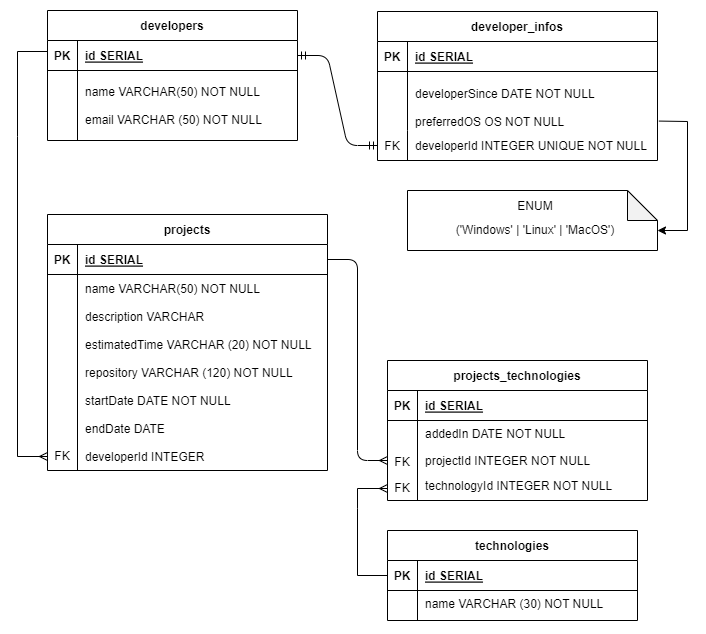 developers
PK id SERIAL
name VARCHAR(50) NOT NULL
email VARCHAR (50) NOT NULL
developer_infos
PK id SERIAL
developerSince DATE NOT NULL
preferredOS OS NOT NULL
FK developerId INTEGER UNIQUE NOT NULL
ENUM
('Windows' | 'Linux' | 'MacOS')
projects
PK id SERIAL
name VARCHAR(50) NOT NULL
description VARCHAR
estimatedTime VARCHAR (20) NOT NULL
repository VARCHAR (120) NOT NULL
startDate DATE NOT NULL
endDate DATE
FK developerId INTEGER
projects_technologies
PK id SERIAL
addedIn DATE NOT NULL
FK projectId INTEGER NOT NULL
FK technologyId INTEGER NOT NULL
technologies
PK id SERIAL
name VARCHAR (30) NOT NULL